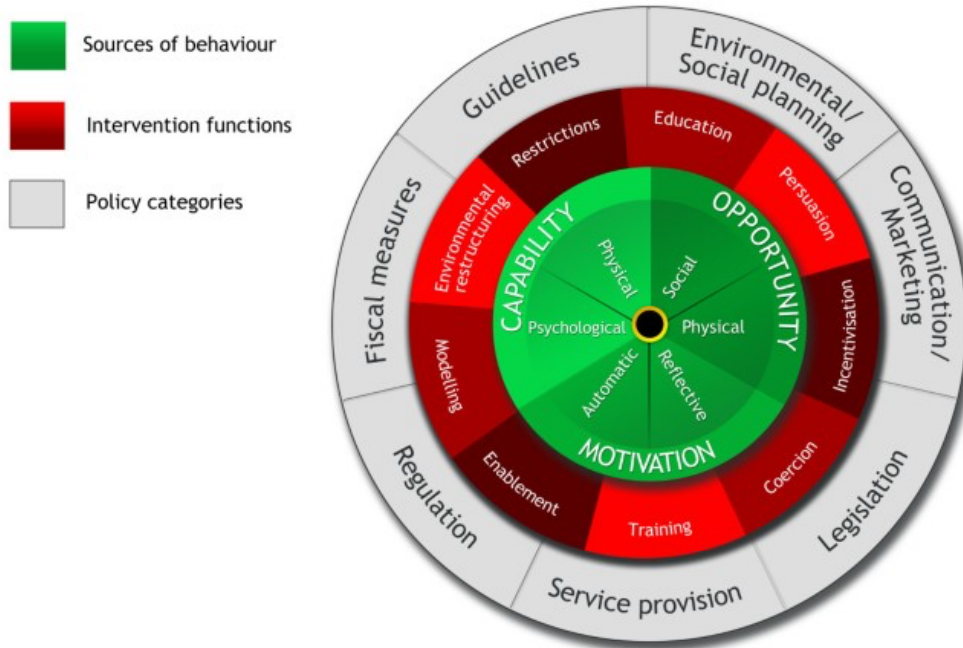 Sources of behaviour
Intervention functions
Policy categories
Guidelines
Environmental/
Social planning
Communication/
Marketing
Legislation
Service provision
Regulation
Fiscal measures
Restrictions
Education
Persuasion
Incentivisation
Coercion
Training
Enablement
Modelling
Environmental
restructuring
CAPABILITY
OPPORTUNITY
MOTIVATION
Physical
Social
Physical
Reflective
Automatic
Psychological